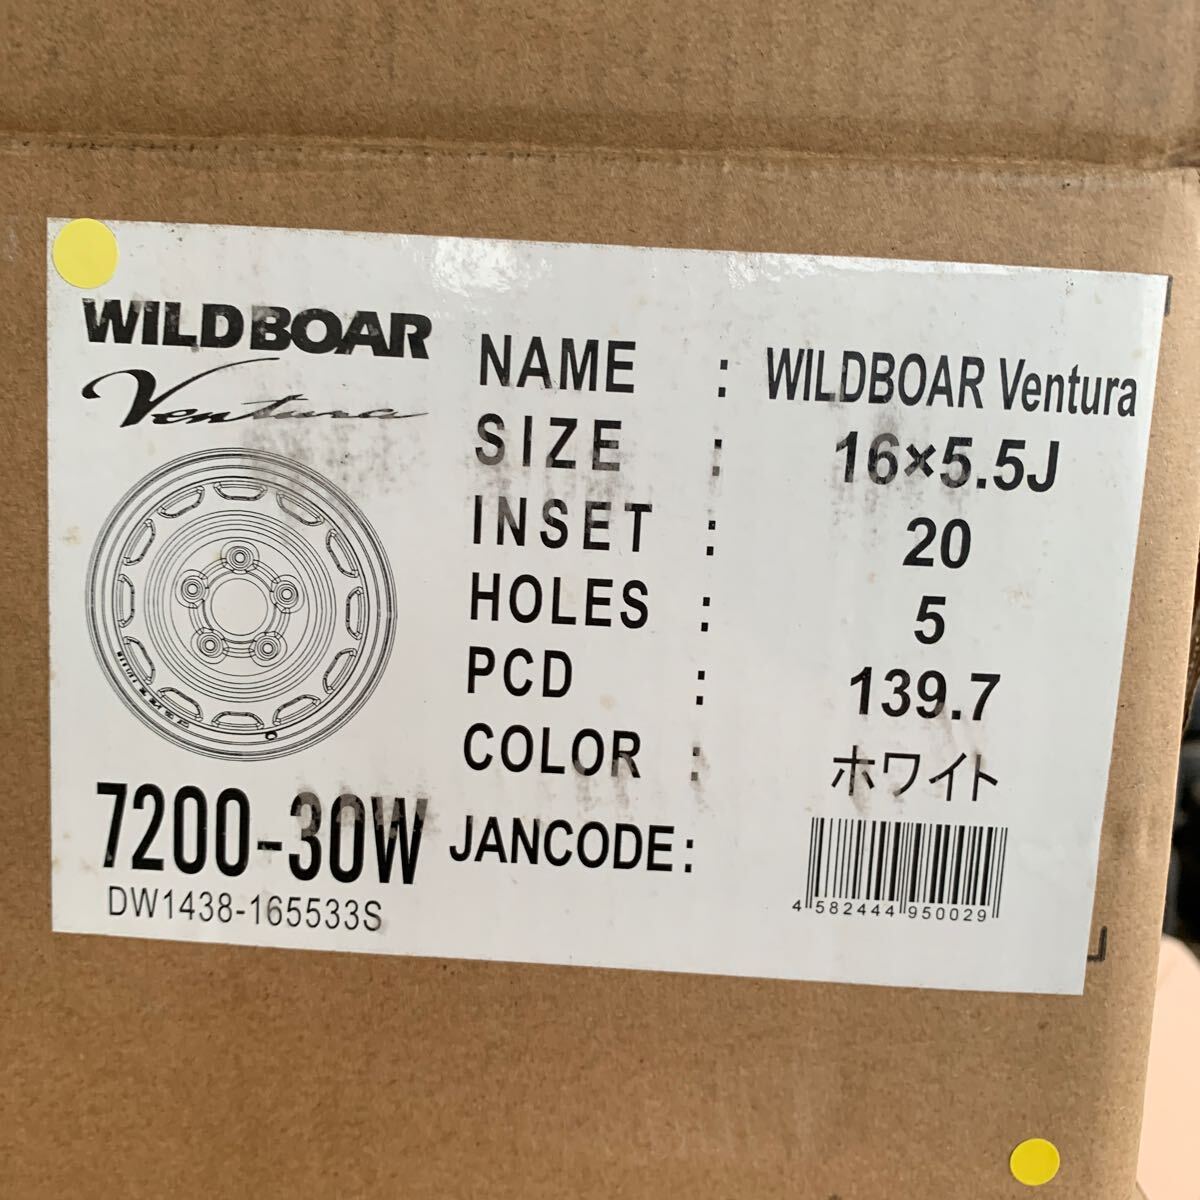 WILDBOAR
Ventura
7200-30W
DW1438-165533S
NAME : WILDBOAR Ventura
SIZE : 16×5.5J
INSET : 20
HOLES : 5
PCD : 139.7
COLOR : ホワイト
JANCODE:
4 582444 950029